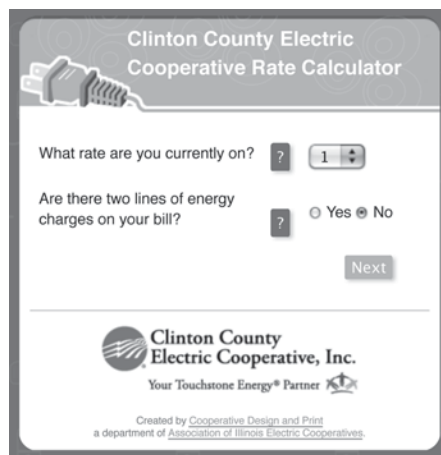 Clinton County Electric
Cooperative Rate Calculator
What rate are you currently on? ? 1
Are there two lines of energy
charges on your bill? ? Yes No
Next
Clinton County
Electric Cooperative, Inc.
Your Touchstone Energy® Partner
Created by Cooperative Design and Print
a department of Association of Illinois Electric Cooperatives.